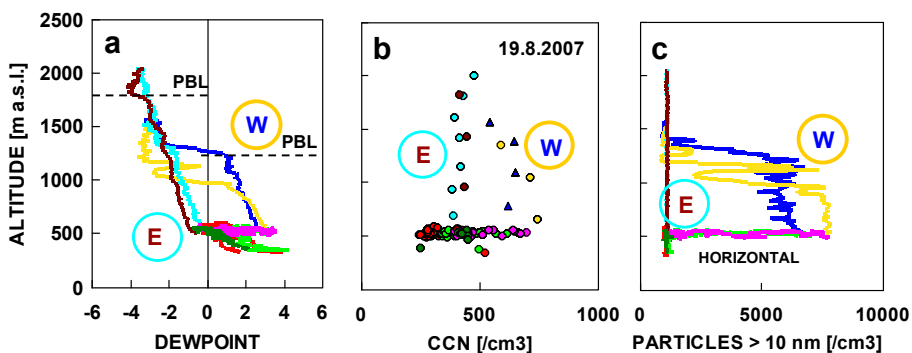 ALTITUDE [m a.s.l.]
2500
2000
1500
1000
500
0
a
PBL
W
PBL
E
-6 -4 -2 0 2 4 6
DEWPOINT
b
19.8.2007
E
W
0 500 1000
CCN [/cm3]
c
W
E
HORIZONTAL
0 5000 10000
PARTICLES > 10 nm [/cm3]